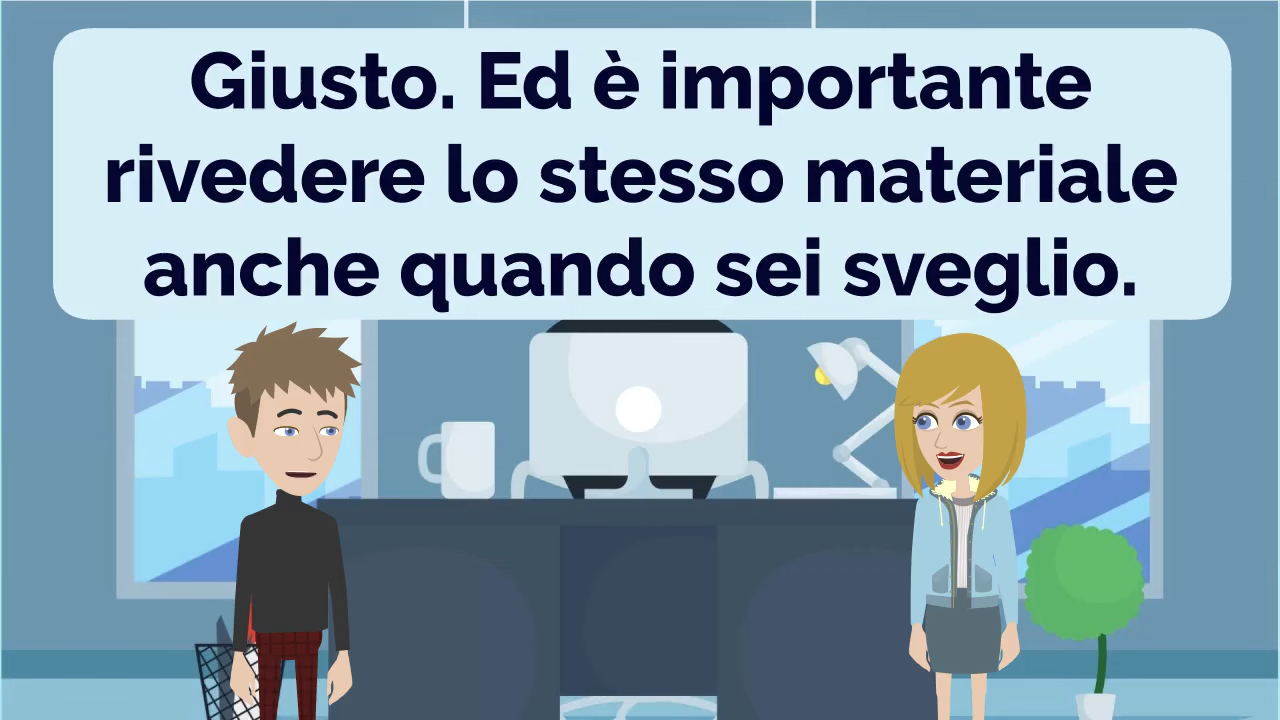 Giusto. Ed è importante
rivedere lo stesso materiale
anche quando sei sveglio.